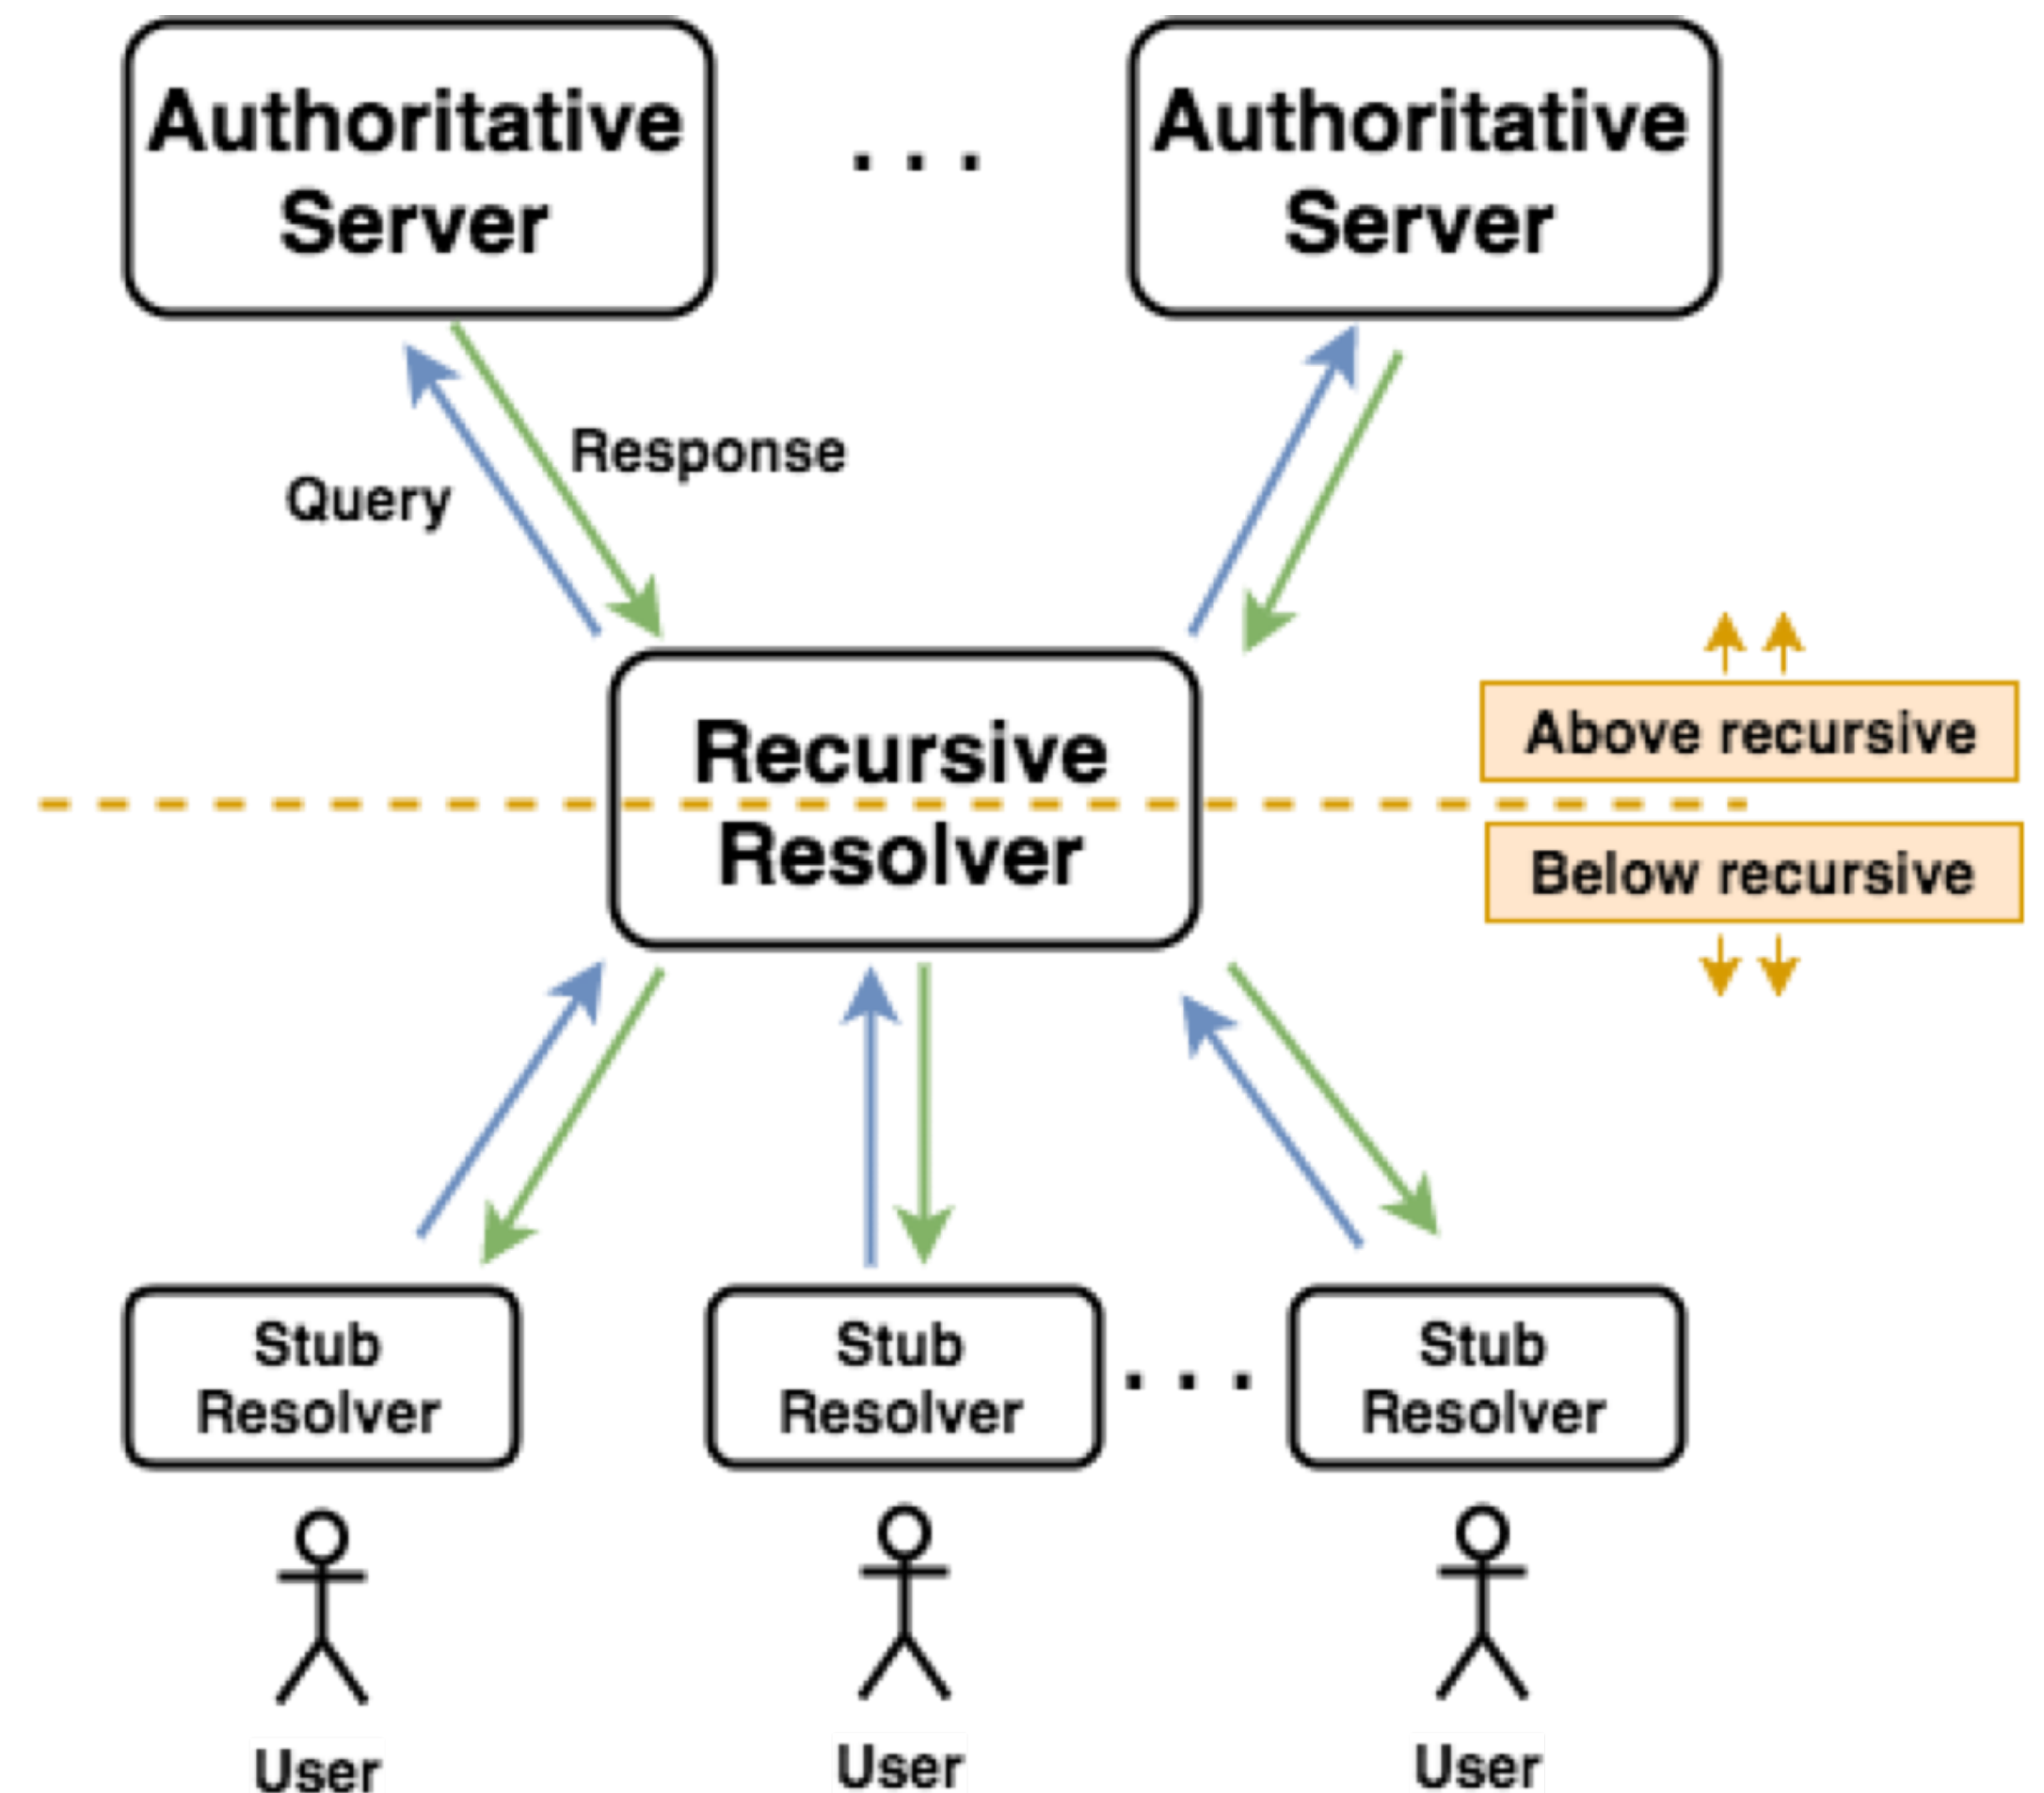 Authoritative
Server
. . .
Authoritative
Server
Response
Query
Recursive
Resolver
Above recursive
Below recursive
Stub
Resolver
Stub
Resolver
. . .
Stub
Resolver
User
User
User